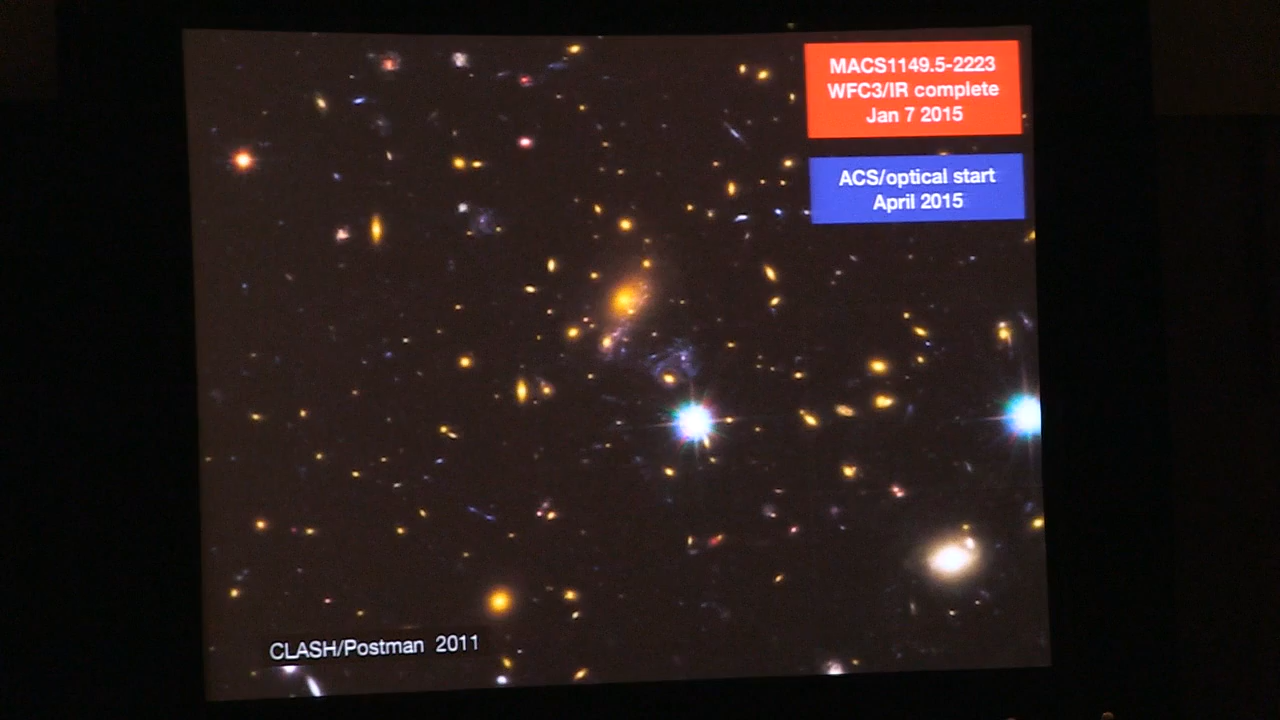 MACS1149.5-2223
WFC3/IR complete
Jan 7 2015
ACS/optical start
April 2015
CLASH/Postman 2011